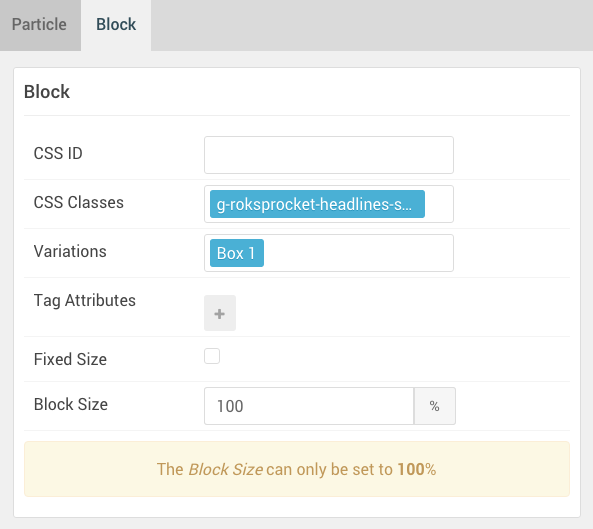 Particle Block
Block
CSS ID
CSS Classes g-roksprocket-headlines-s...
Variations Box 1
Tag Attributes +
Fixed Size
Block Size 100 %
The Block Size can only be set to 100%